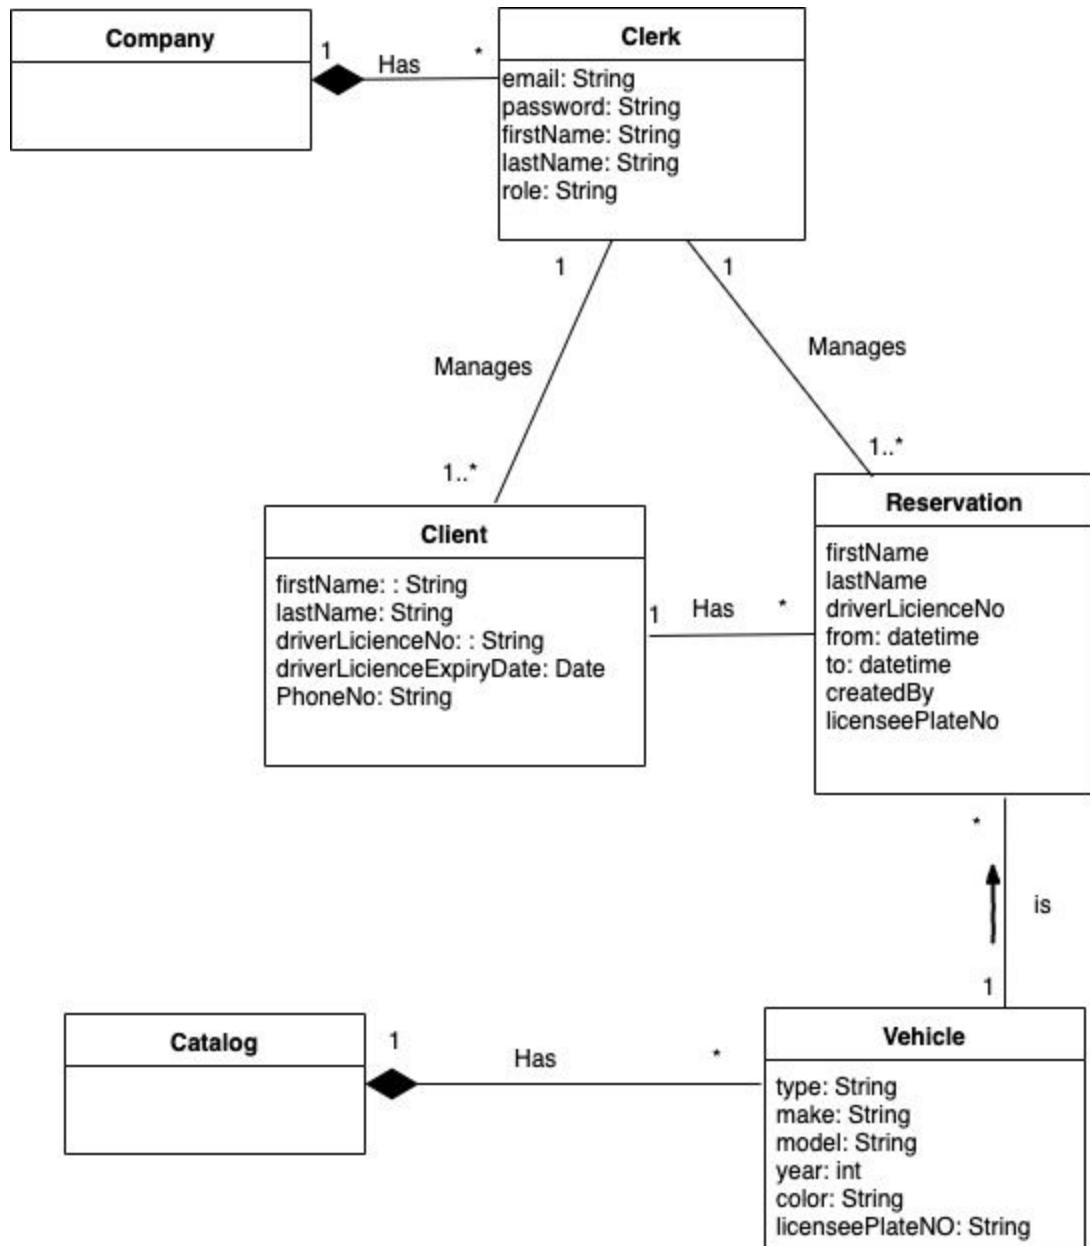 Company
1
Has
*
Clerk
email: String
password: String
firstName: String
lastName: String
role: String
1
1
Manages
Manages
1..*
1..*
Client
firstName: : String
lastName: String
driverLicienceNo: : String
driverLicienceExpiryDate: Date
PhoneNo: String
1
Has
*
Reservation
firstName
lastName
driverLicienceNo
from: datetime
to: datetime
createdBy
licenseePlateNo
*
is
1
Catalog
1
Has
*
Vehicle
type: String
make: String
model: String
year: int
color: String
licenseePlateNO: String